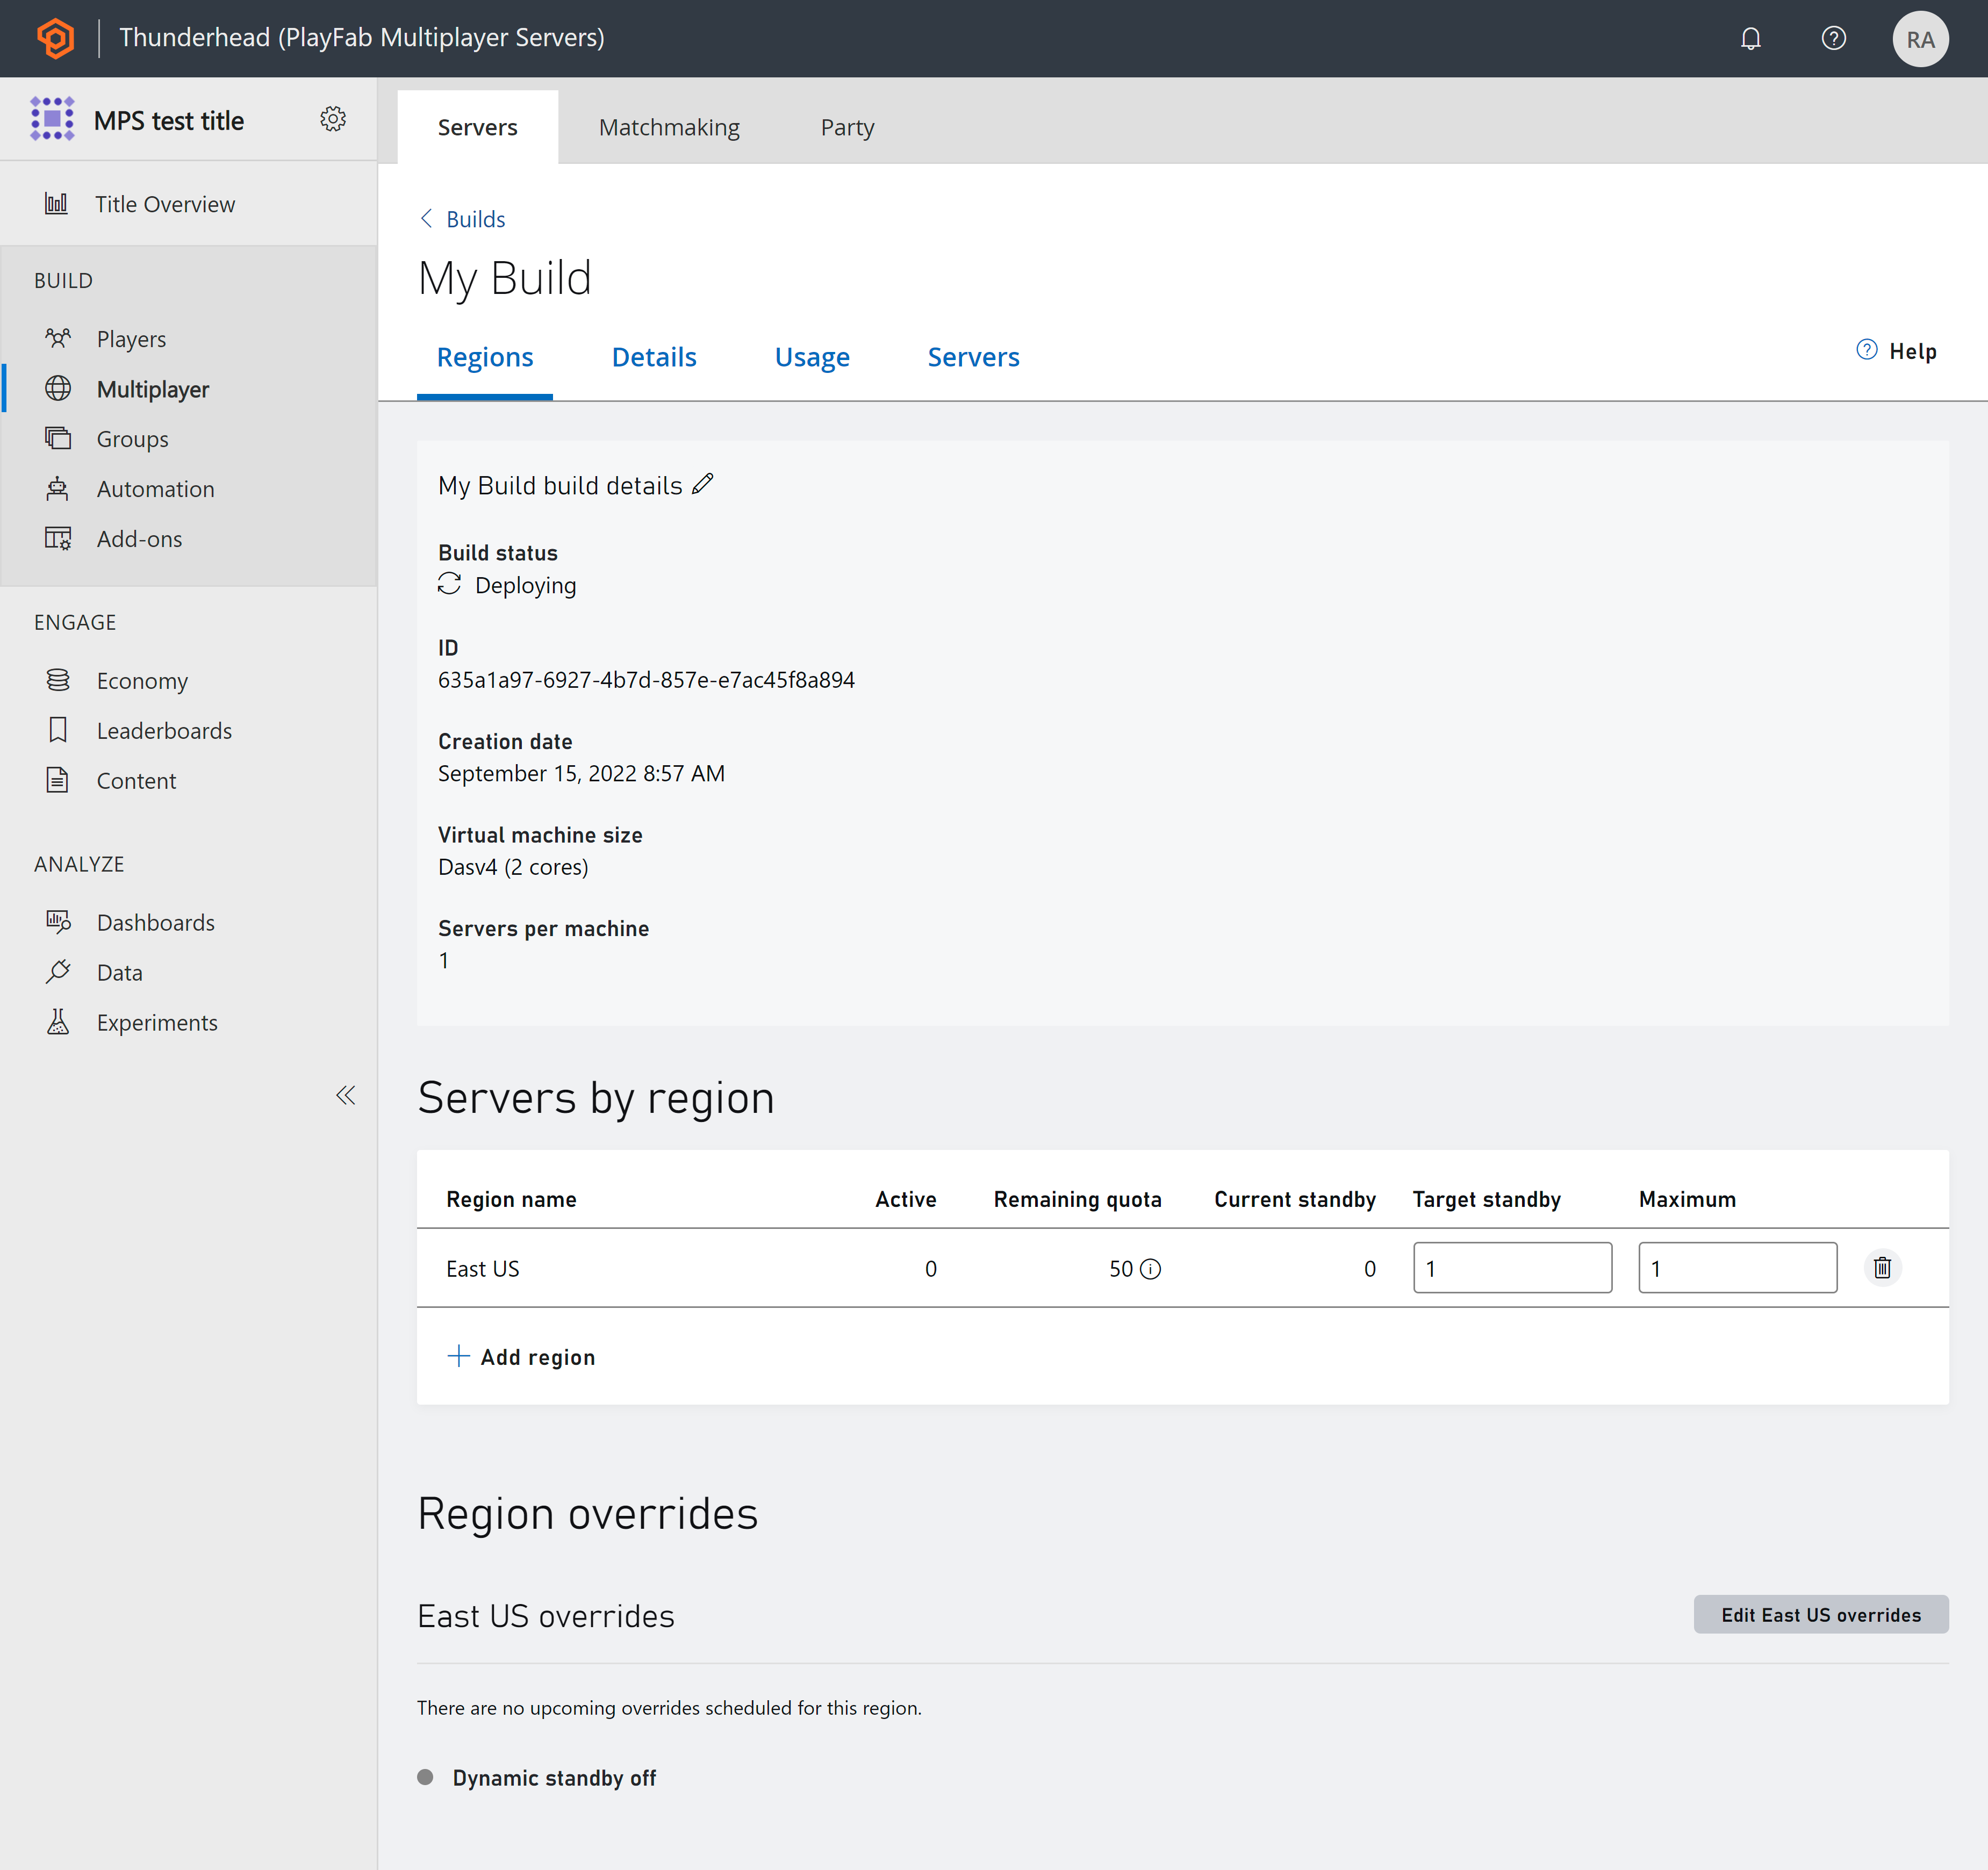 Thunderhead (PlayFab Multiplayer Servers)
RA
MPS test title
Title Overview
BUILD
Players
Multiplayer
Groups
Automation
Add-ons
ENGAGE
Economy
Leaderboards
Content
ANALYZE
Dashboards
Data
Experiments
Servers Matchmaking Party
Builds
My Build
Regions Details Usage Servers
Help
My Build build details
Build status
Deploying
ID
635a1a97-6927-4b7d-857e-e7ac45f8a894
Creation date
September 15, 2022 8:57 AM
Virtual machine size
Dasv4 (2 cores)
Servers per machine
1
Servers by region
Region name Active Remaining quota Current standby Target standby Maximum
East US 0 50 0 1 1
Add region
Region overrides
East US overrides
Edit East US overrides
There are no upcoming overrides scheduled for this region.
Dynamic standby off